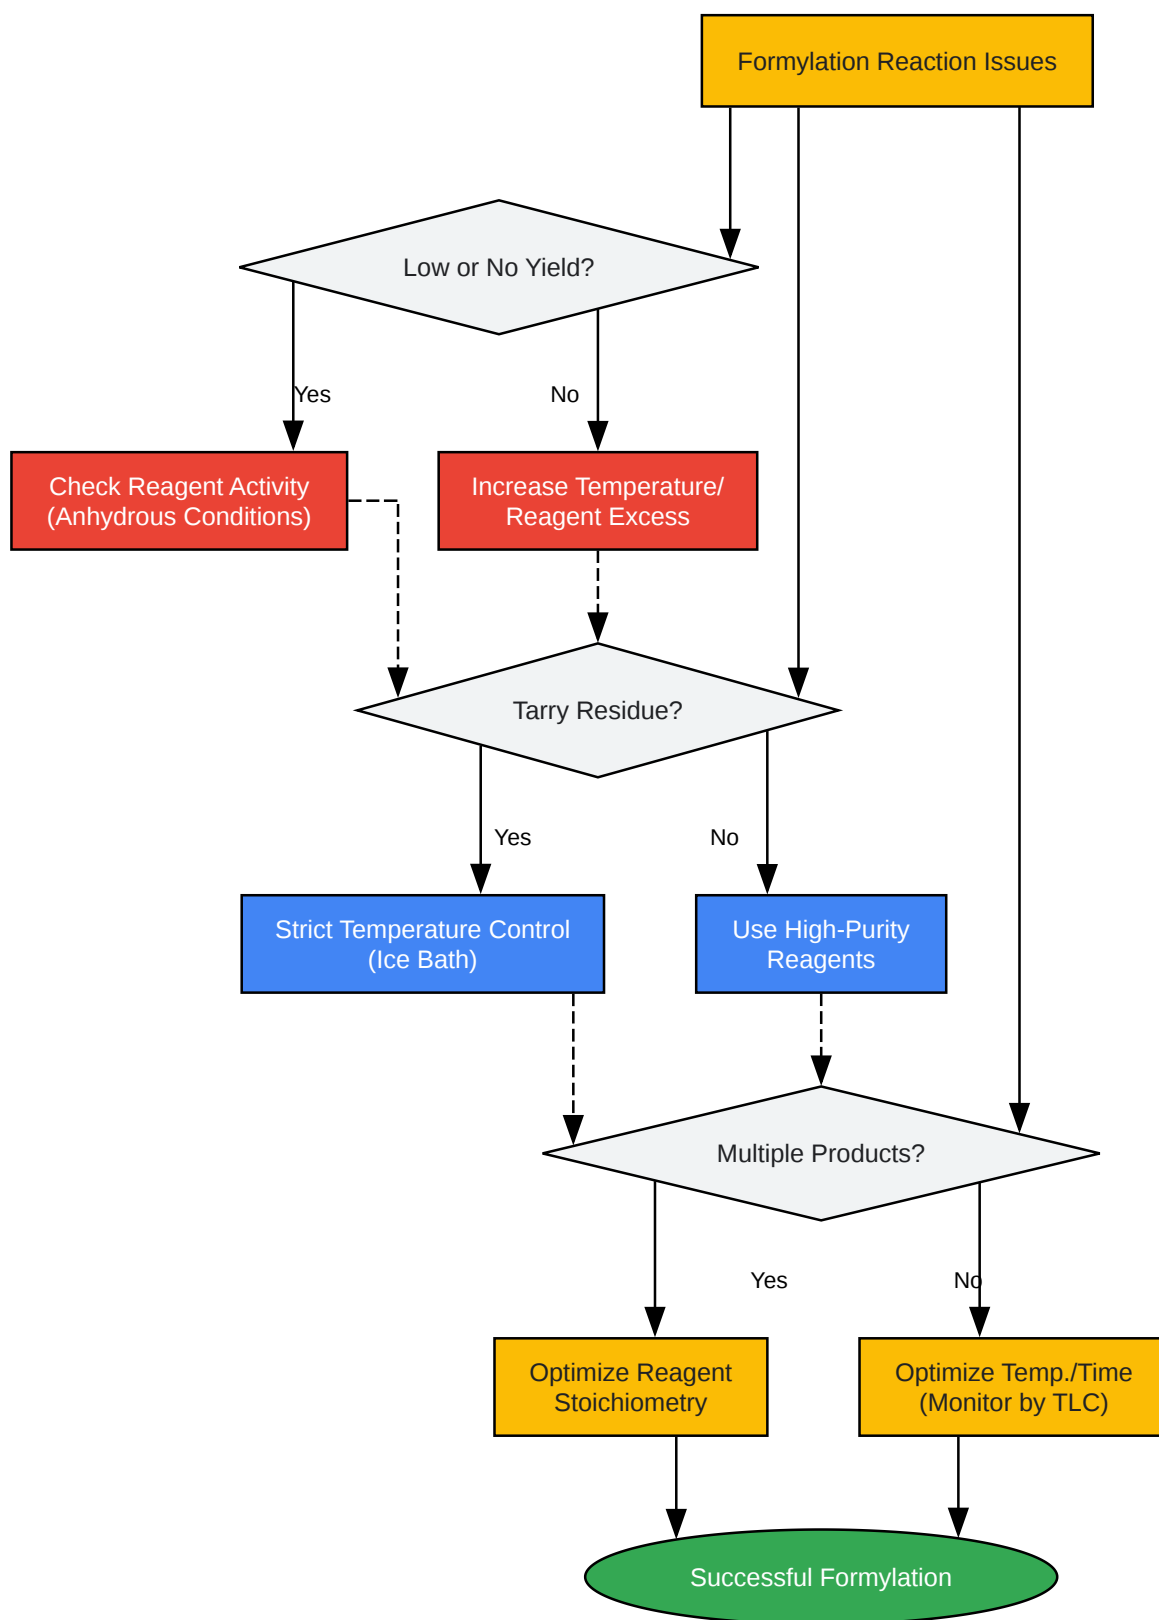 Formylation Reaction Issues
Low or No Yield?
Yes
No
Check Reagent Activity
(Anhydrous Conditions)
Increase Temperature/
Reagent Excess
Tarry Residue?
Yes
No
Strict Temperature Control
(Ice Bath)
Use High-Purity
Reagents
Multiple Products?
Yes
No
Optimize Reagent
Stoichiometry
Optimize Temp./Time
(Monitor by TLC)
Successful Formylation